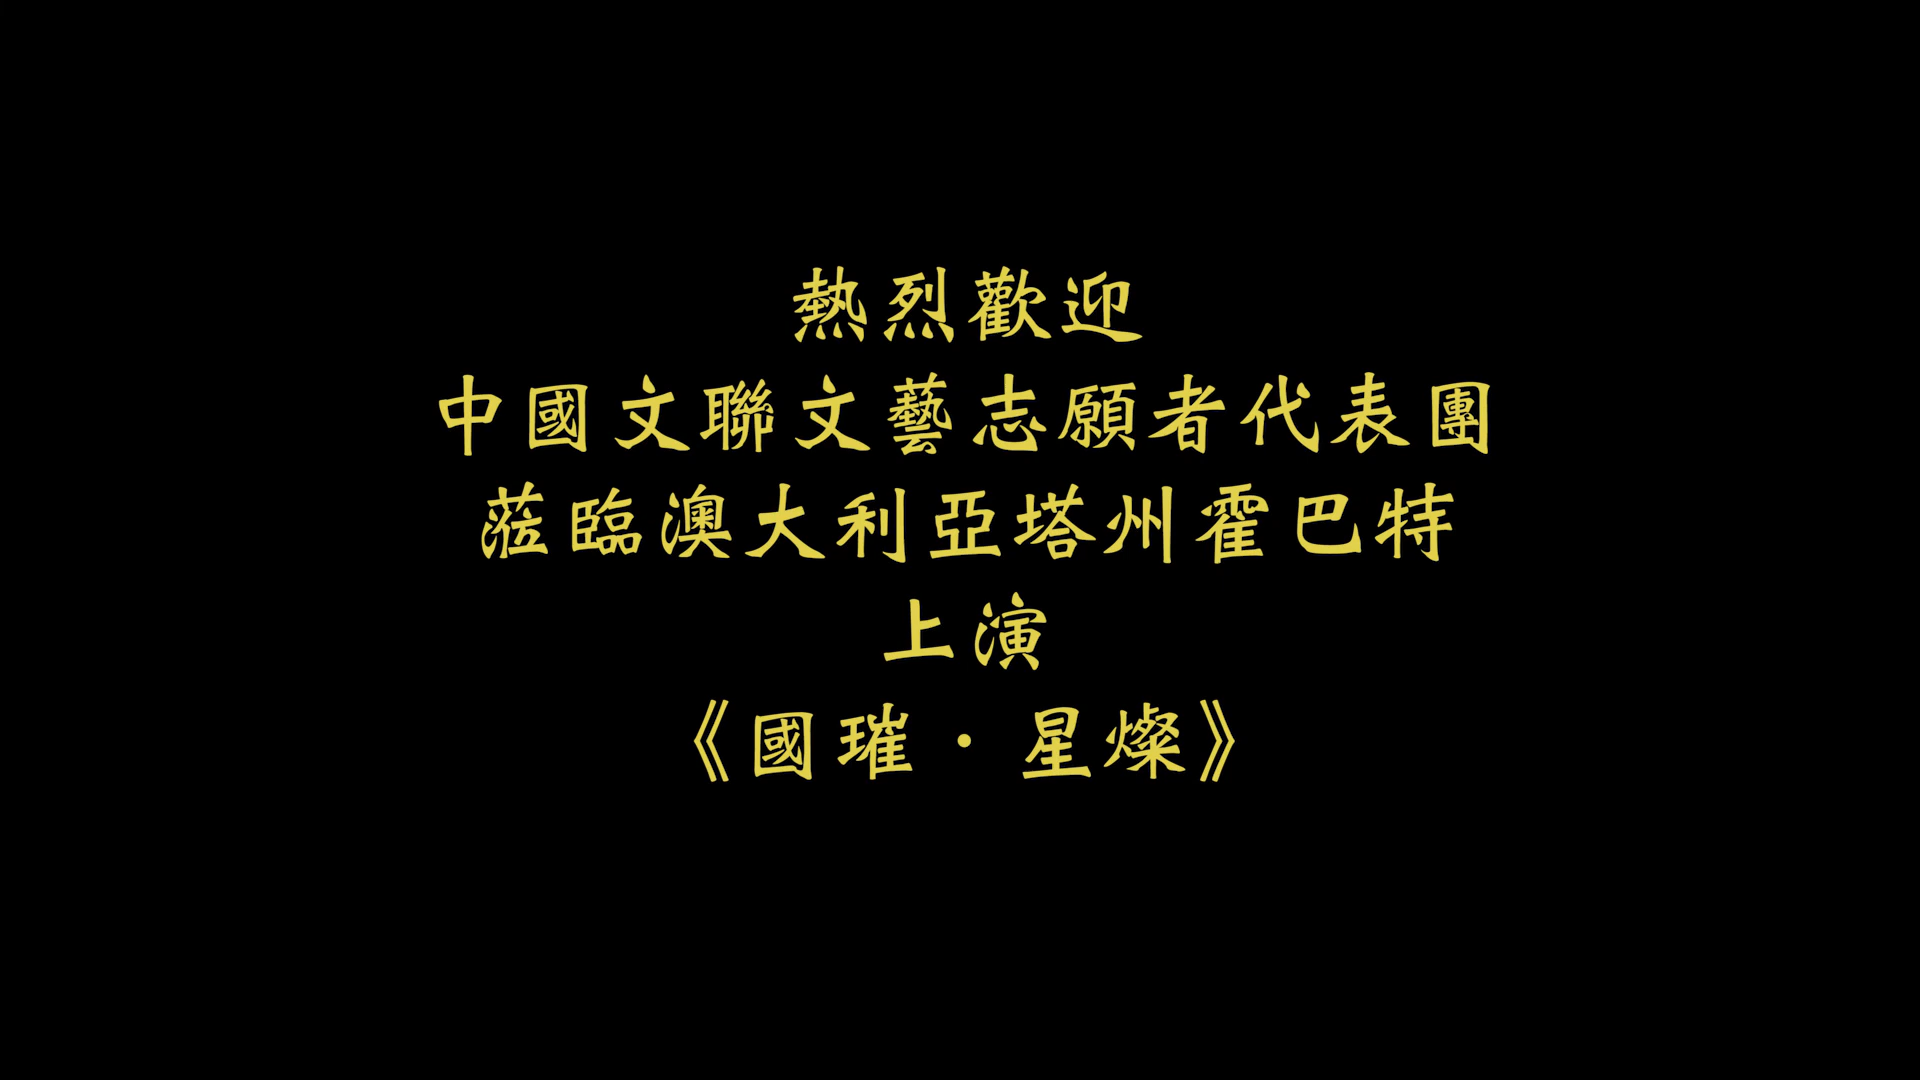 熱烈歡迎
中國文聯文藝志願者代表團
蒞臨澳大利亞塔州霍巴特
上演
《國璀·星燦》